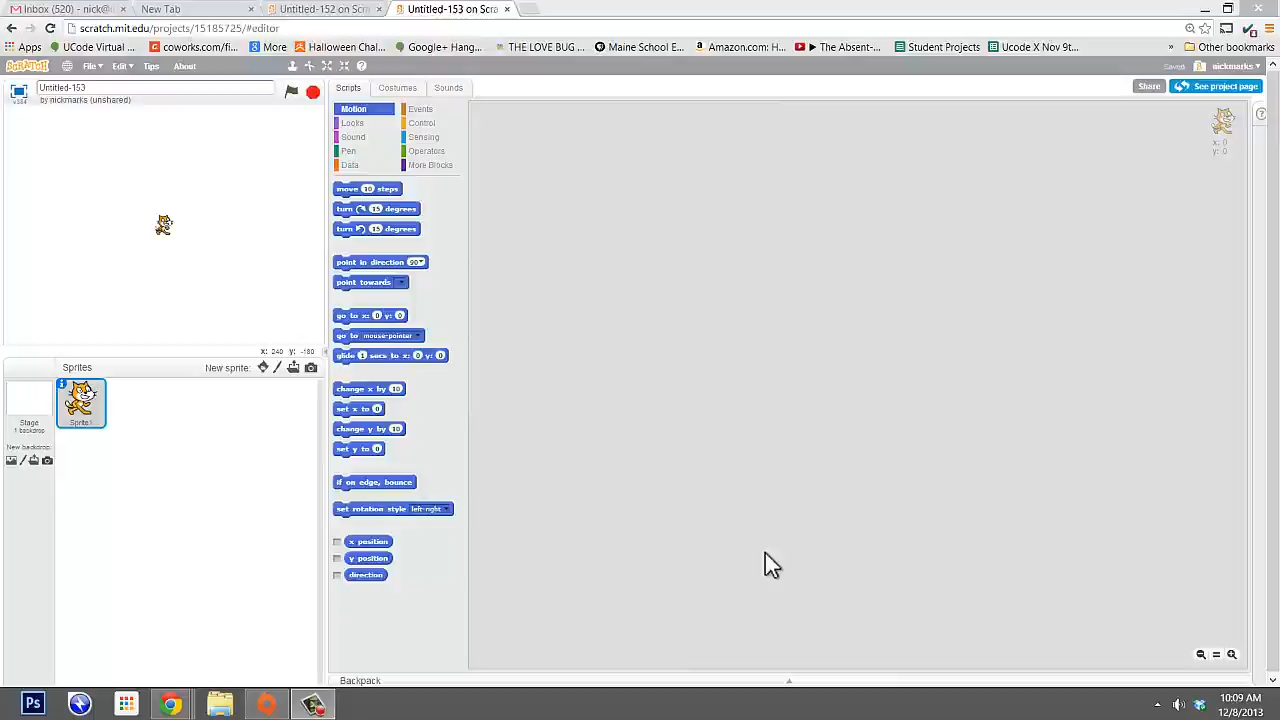 Inbox (520) - nick@u
New Tab
Untitled-152 on Scra
Untitled-153 on Scra
scratch.mit.edu/projects/15185725/#editor
Apps
UCode Virtual ...
coworks.com/fi...
More
Halloween Chal...
Google+ Hang...
THE LOVE BUG ...
Maine School E...
Amazon.com: H...
The Absent-...
Student Projects
Ucode X Nov 9t...
»
Other bookmarks
SCRATCH
File
Edit
Tips
About
Saved
nickmarks
Untitled-153
by nickmarks (unshared)
Scripts
Costumes
Sounds
Share
See project page
Motion
Events
Looks
Control
Sound
Sensing
Pen
Operators
Data
More Blocks
x: 0
y: 0
move 10 steps
turn 15 degrees
turn 15 degrees
point in direction 90
point towards
go to x: 0 y: 0
go to mouse-pointer
glide 1 secs to x: 0 y: 0
change x by 10
set x to 0
change y by 10
set y to 0
if on edge, bounce
set rotation style left-right
x position
y position
direction
x: 240 y: -180
Sprites
New sprite:
Stage
1 backdrop
New backdrop:
Sprite1
Backpack
Ps
10:09 AM
12/8/2013